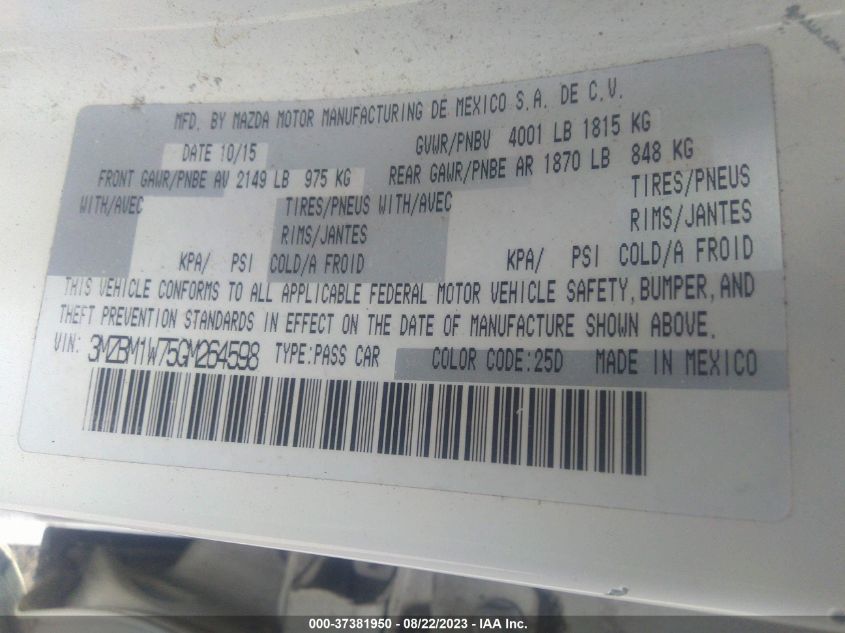 MFD. BY MAZDA MOTOR MANUFACTURING DE MEXICO S.A. DE C.V.
DATE 10/15 GVWR/PNBV 4001 LB 1815 KG
FRONT GAWR/PNBE AV 2149 LB 975 KG REAR GAWR/PNBE AR 1870 LB 848 KG
WITH/AVEC TIRES/PNEUS WITH/AVEC TIRES/PNEUS
RIMS/JANTES RIMS/JANTES
KPA/ PSI COLD/A FROID KPA/ PSI COLD/A FROID
THIS VEHICLE CONFORMS TO ALL APPLICABLE FEDERAL MOTOR VEHICLE SAFETY, BUMPER, AND
THEFT PREVENTION STANDARDS IN EFFECT ON THE DATE OF MANUFACTURE SHOWN ABOVE.
VIN: 3MZBM1W75GM264598 TYPE:PASS CAR COLOR CODE:25D MADE IN MEXICO
000-37381950 - 08/22/2023 - IAA Inc.